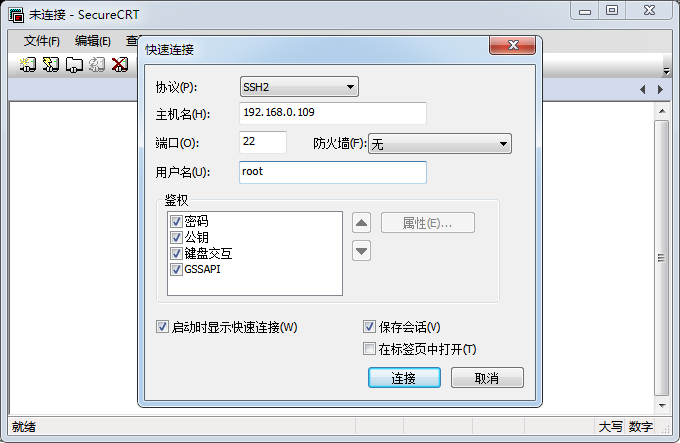 未连接 - SecureCRT
文件(F) 编辑(E)
快速连接
协议(P): SSH2
主机名(H): 192.168.0.109
端口(O): 22 防火墙(F): 无
用户名(U): root
鉴权
密码
公钥
键盘交互
GSSAPI
属性(E)...
启动时显示快速连接(W) 保存会话(V)
在标签页中打开(T)
连接 取消
就绪 大写 数字